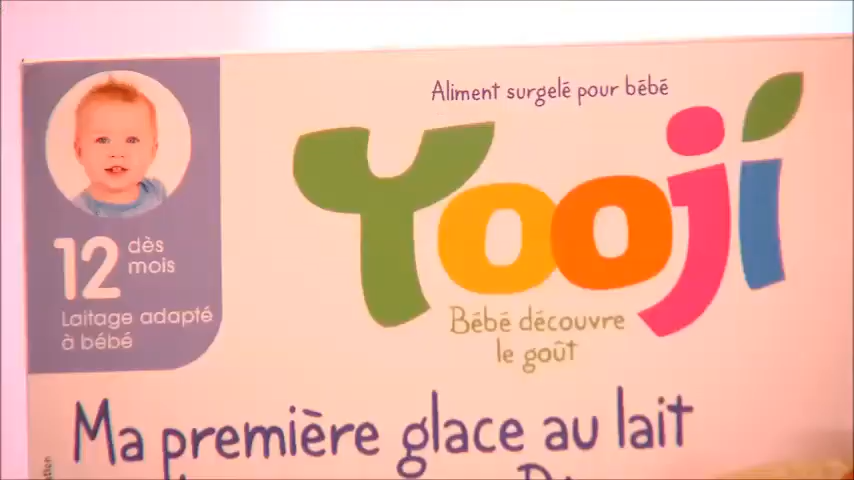 Aliment surgelé pour bébé
Yooji
Bébé découvre
le goût
12 dès
mois
Laitage adapté
à bébé
Ma première glace au lait